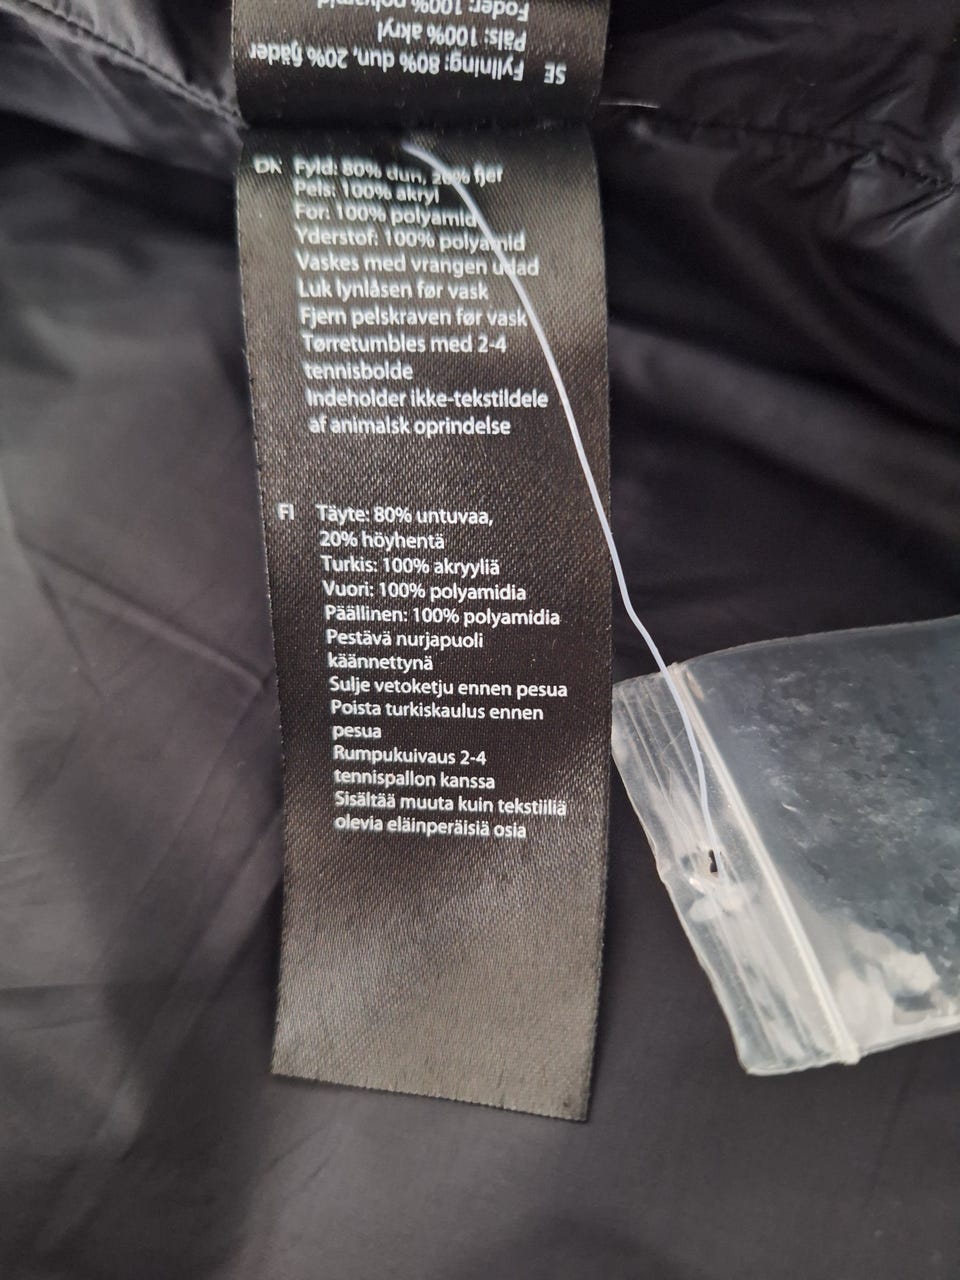 SE Fyllning: 80% dun, 20% fjäder
Päls: 100% akryl
Foder: 100% polyamid
DK Fyld: 80% dun, 20% fjer
Pels: 100% akryl
For: 100% polyamid
Yderstof: 100% polyamid
Vaskes med vrangen udad
Luk lynlåsen før vask
Fjern pelskraven før vask
Tørretumbles med 2-4
tennisbolde
Indeholder ikke-tekstildele
af animalsk oprindelse
FI Täyte: 80% untuvaa,
20% höyhentä
Turkis: 100% akryyliä
Vuori: 100% polyamidia
Päällinen: 100% polyamidia
Pestävä nurjapuoli
käännettynä
Sulje vetoketju ennen pesua
Poista turkiskaulus ennen
pesua
Rumpukuivaus 2-4
tennispallon kanssa
Sisältää muuta kuin tekstiiliä
olevia eläinperäisiä osia